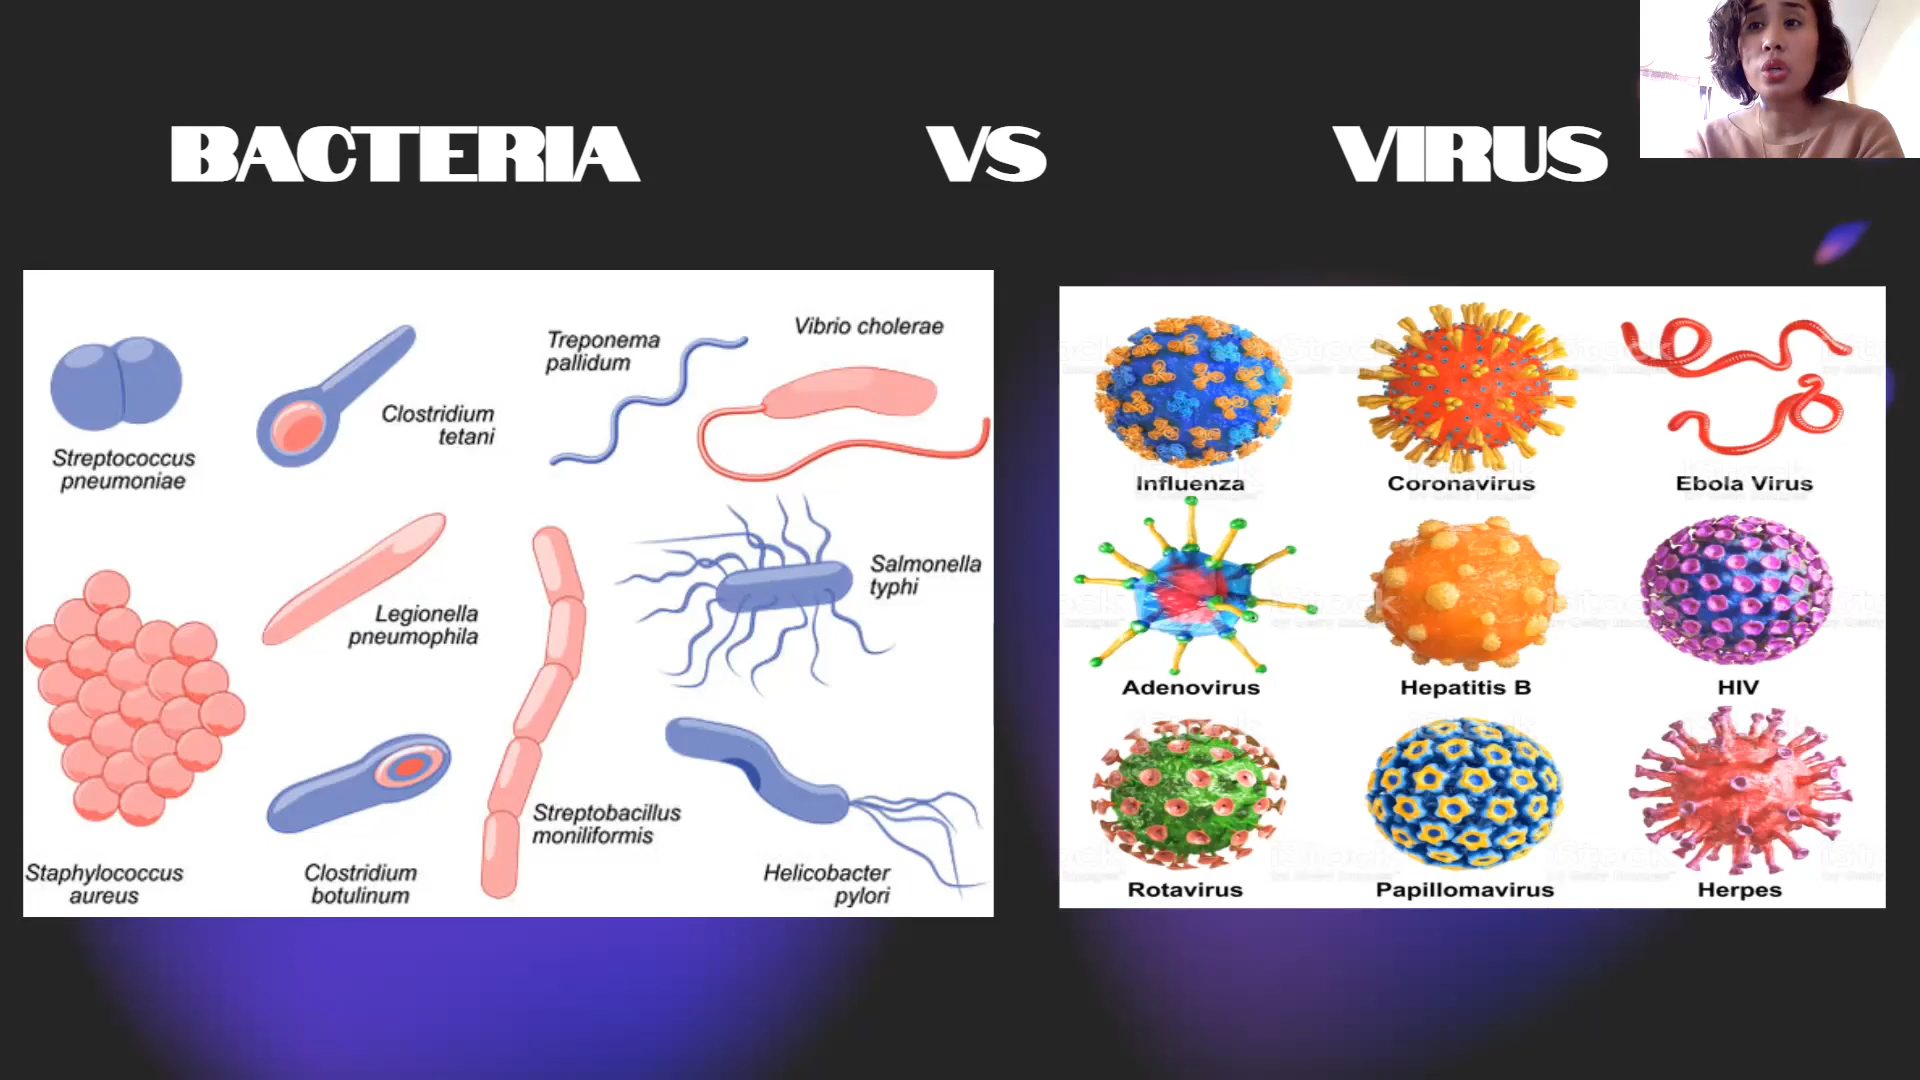 BACTERIA VS VIRUS
Streptococcus
pneumoniae
Clostridium
tetani
Treponema
pallidum
Vibrio cholerae
Legionella
pneumophila
Salmonella
typhi
Staphylococcus
aureus
Clostridium
botulinum
Streptobacillus
moniliformis
Helicobacter
pylori
Influenza
Coronavirus
Ebola Virus
Adenovirus
Hepatitis B
HIV
Rotavirus
Papillomavirus
Herpes